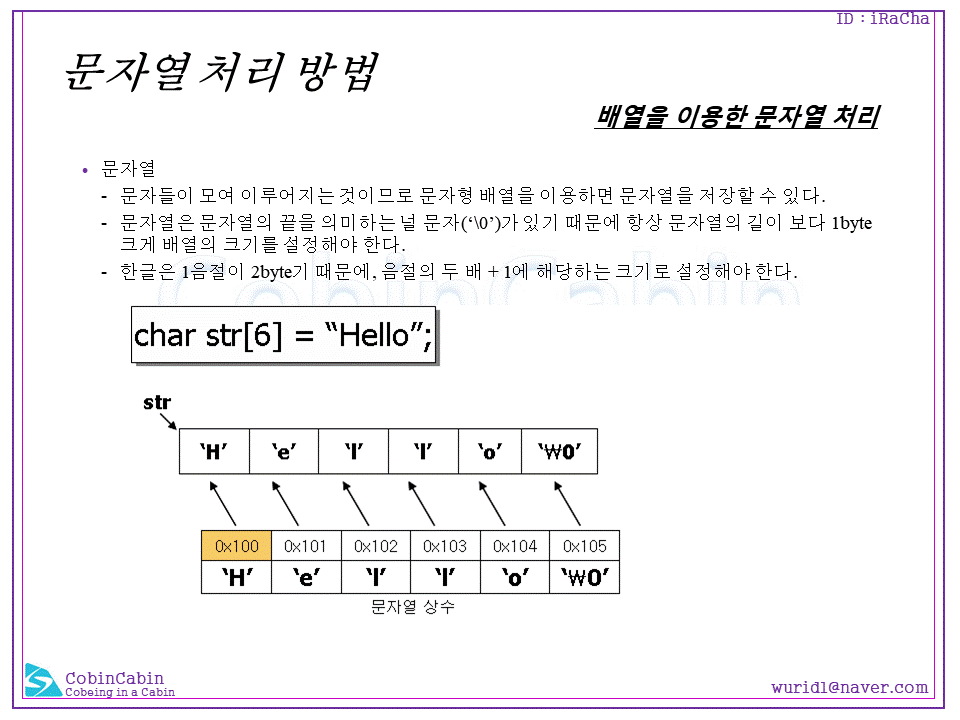 ID : iRaCha
문자열 처리 방법
배열을 이용한 문자열 처리
• 문자열
- 문자들이 모여 이루어지는 것이므로 문자형 배열을 이용하면 문자열을 저장할 수 있다.
- 문자열은 문자열의 끝을 의미하는 널 문자(‘\0’)가 있기 때문에 항상 문자열의 길이 보다 1byte
크게 배열의 크기를 설정해야 한다.
- 한글은 1음절이 2byte기 때문에, 음절의 두 배 + 1에 해당하는 크기로 설정해야 한다.
CobinCabin
char str[6] = “Hello”;
str
‘H’ ‘e’ ‘l’ ‘l’ ‘o’ ‘₩0’
0x100 0x101 0x102 0x103 0x104 0x105
‘H’ ‘e’ ‘l’ ‘l’ ‘o’ ‘₩0’
문자열 상수
CobinCabin
Cobeing in a Cabin
wurid1@naver.com